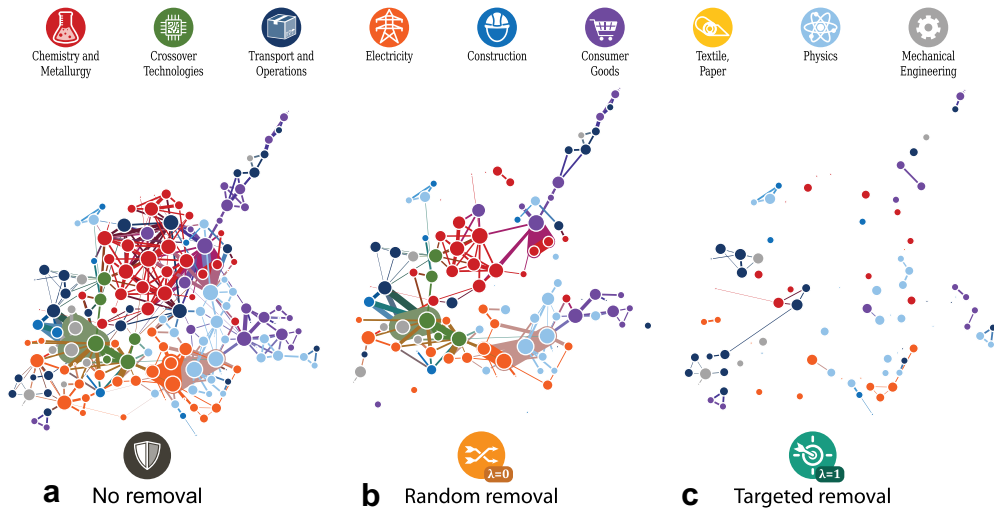 Chemistry and
Metallurgy
Crossover
Technologies
Transport and
Operations
Electricity
Construction
Consumer
Goods
Textile,
Paper
Physics
Mechanical
Engineering
λ=0
λ=1
a No removal
b Random removal
c Targeted removal